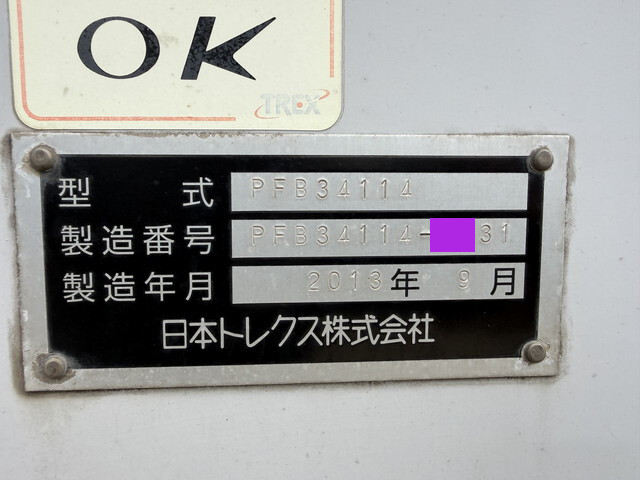 OK
TREX
型式 PFB34114
製造番号 PFB34114- 31
製造年月 2013年 9月
日本トレクス株式会社